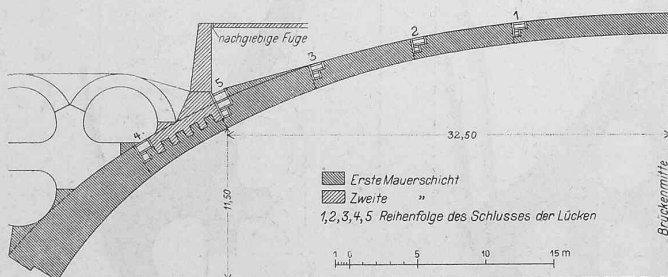 nachgiebige Fuge
1
2
3
5
4.
32,50
11,50
Brückenmitte
Erste Mauerschicht
Zweite "
1,2,3,4,5 Reihenfolge des Schlusses der Lücken
1 0 5 10 15 m